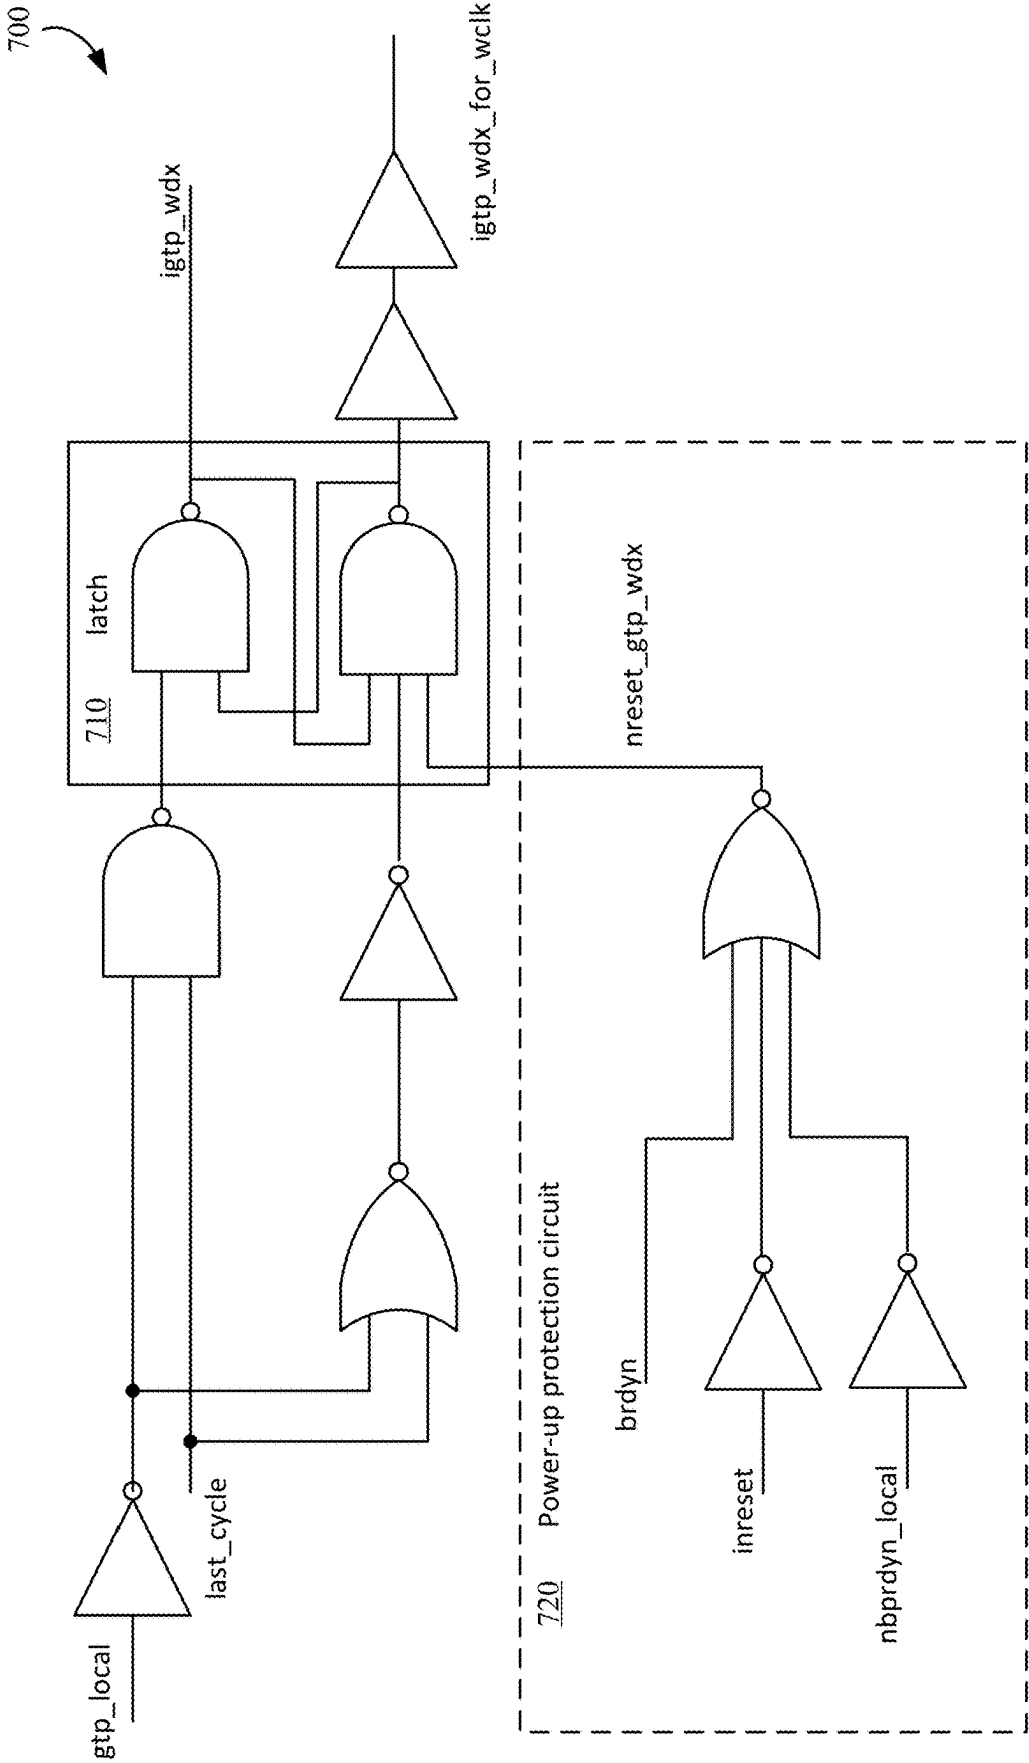 700
igtp_wdx
igtp_wdx_for_wclk
710
latch
nreset_gtp_wdx
gtp_local
last_cycle
720
Power-up protection circuit
brdyn
inreset
nbprdyn_local